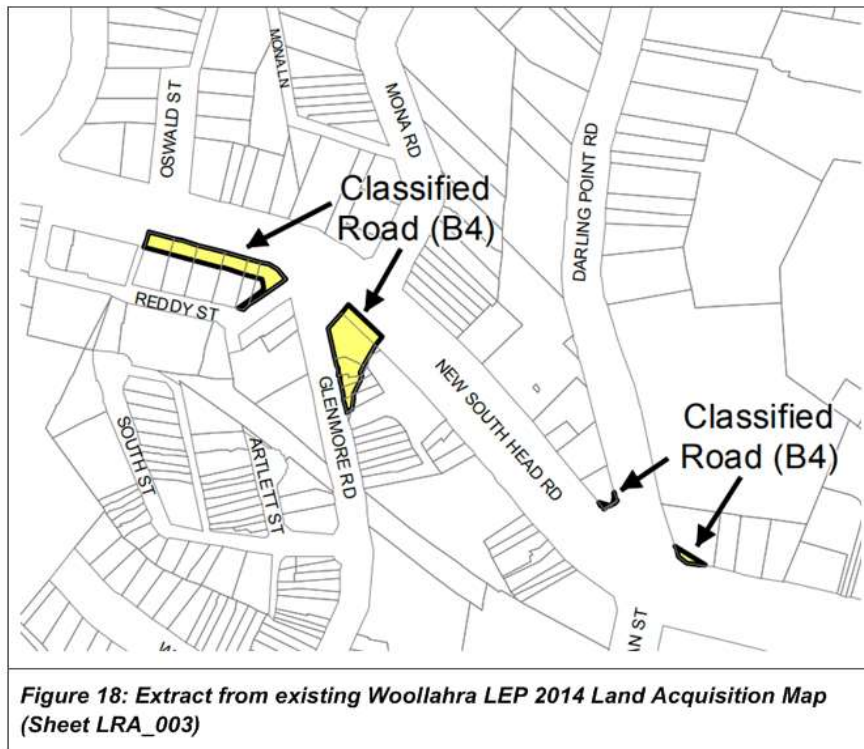 OSWALD ST
MONA LN
MONA RD
Classified
Road (B4)
DARLING POINT RD
REDDY ST
GLENMORE RD
NEW SOUTH HEAD RD
Classified
Road (B4)
SOUTH ST
ARTLETT ST
AN ST
Figure 18: Extract from existing Woollahra LEP 2014 Land Acquisition Map
(Sheet LRA_003)